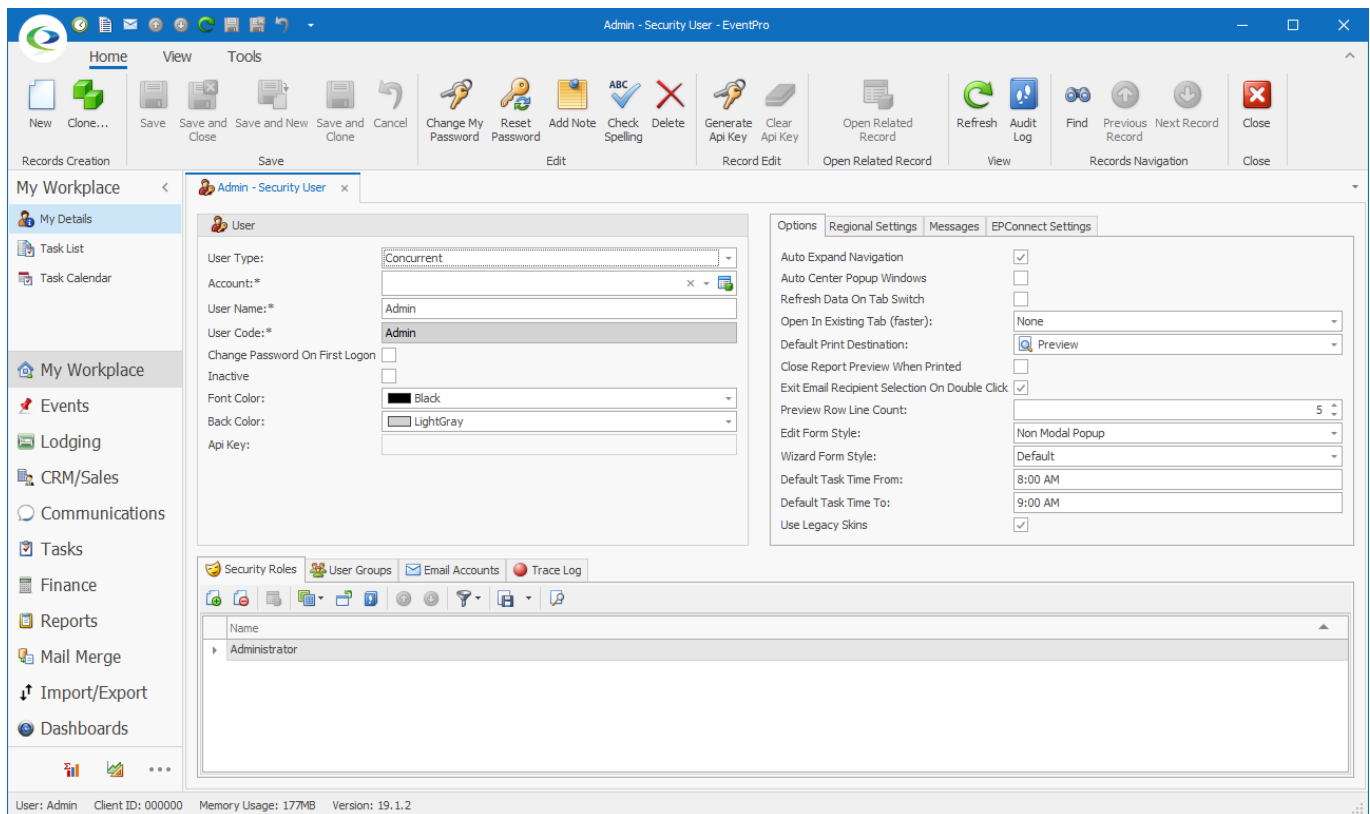 Admin - Security User - EventPro
Home View Tools
New Clone... Save Save and Close Save and New Save and Clone Cancel Change My Password Reset Password Add Note ABC Check Spelling Delete Generate Api Key Clear Api Key Open Related Record Refresh Audit Log Find Previous Record Next Record Close
Records Creation Save Edit Record Edit Open Related Record View Records Navigation Close
My Workplace
My Details
Task List
Task Calendar
My Workplace
Events
Lodging
CRM/Sales
Communications
Tasks
Finance
Reports
Mail Merge
Import/Export
Dashboards
Admin - Security User
User
User Type: Concurrent
Account:*
User Name:* Admin
User Code:* Admin
Change Password On First Logon
Inactive
Font Color: Black
Back Color: LightGray
Api Key:
Options Regional Settings Messages EPConnect Settings
Auto Expand Navigation
Auto Center Popup Windows
Refresh Data On Tab Switch
Open In Existing Tab (faster): None
Default Print Destination: Preview
Close Report Preview When Printed
Exit Email Recipient Selection On Double Click
Preview Row Line Count: 5
Edit Form Style: Non Modal Popup
Wizard Form Style: Default
Default Task Time From: 8:00 AM
Default Task Time To: 9:00 AM
Use Legacy Skins
Security Roles User Groups Email Accounts Trace Log
Name
Administrator
User: Admin Client ID: 000000 Memory Usage: 177MB Version: 19.1.2